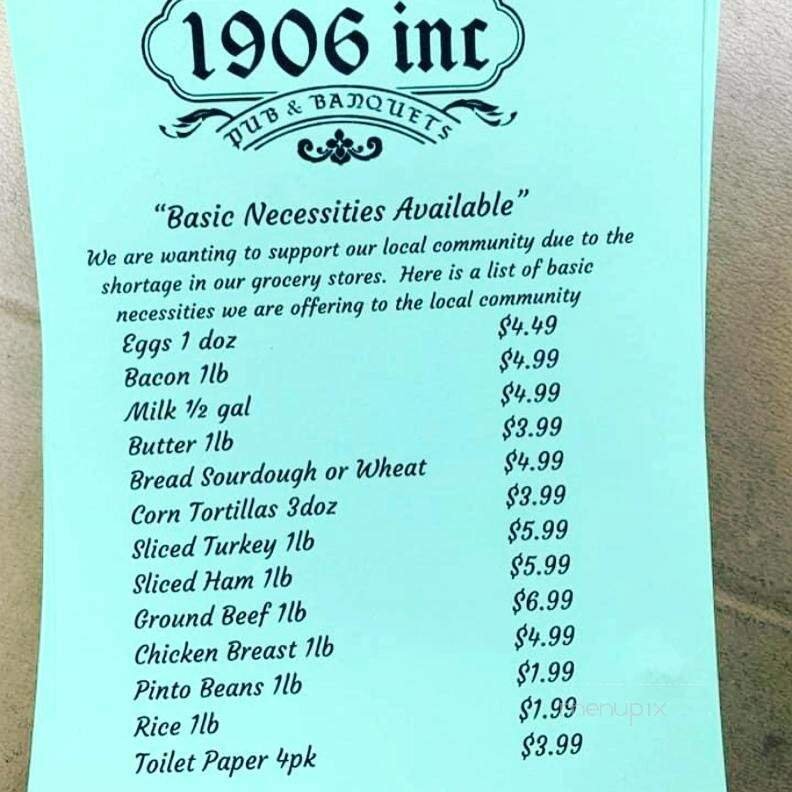 1906 inc
PUB & BANQUETS
“Basic Necessities Available”
We are wanting to support our local community due to the
shortage in our grocery stores. Here is a list of basic
necessities we are offering to the local community
Eggs 1 doz $4.49
Bacon 1lb $4.99
Milk ½ gal $4.99
Butter 1lb $3.99
Bread Sourdough or Wheat $4.99
Corn Tortillas 3doz $3.99
Sliced Turkey 1lb $5.99
Sliced Ham 1lb $5.99
Ground Beef 1lb $6.99
Chicken Breast 1lb $4.99
Pinto Beans 1lb $1.99
Rice 1lb $1.99
Toilet Paper 4pk $3.99
menupix